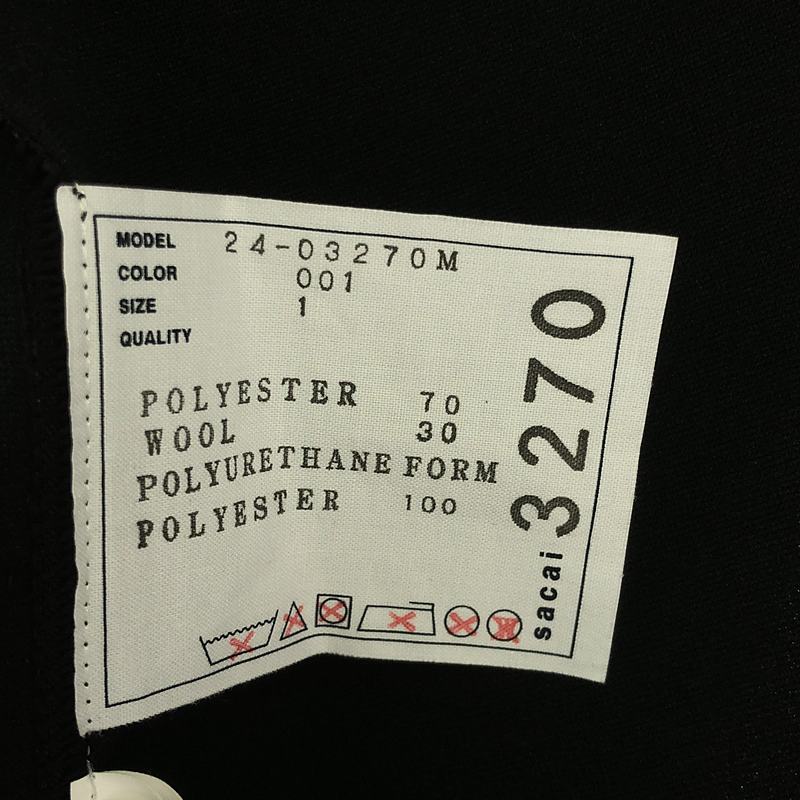 MODEL 24-03270M
COLOR 001
SIZE 1
QUALITY
POLYESTER 70
WOOL 30
POLYURETHANE FORM
POLYESTER 100
sacai 3270